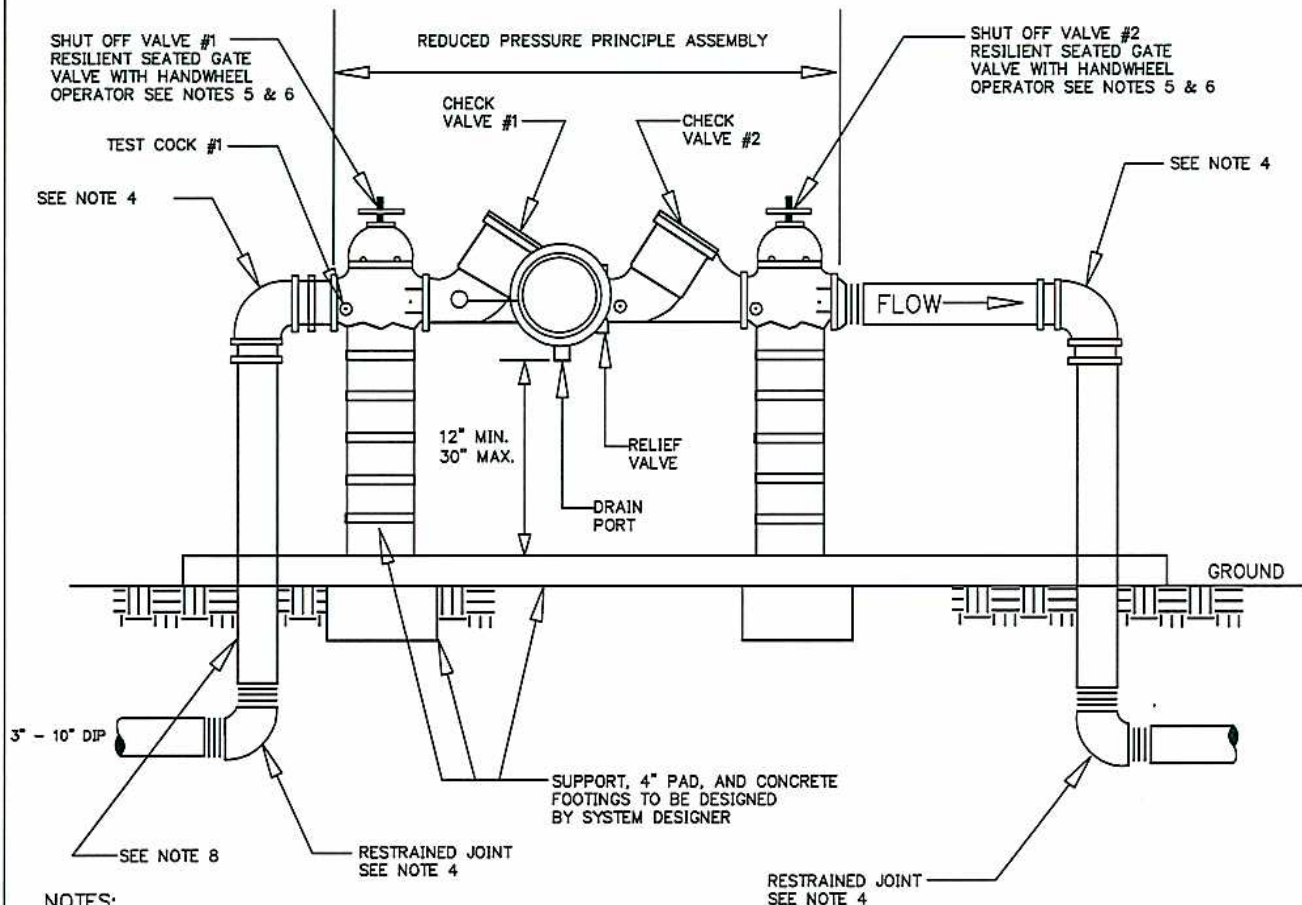 SHUT OFF VALVE #1
RESILIENT SEATED GATE
VALVE WITH HANDWHEEL
OPERATOR SEE NOTES 5 & 6
REDUCED PRESSURE PRINCIPLE ASSEMBLY
SHUT OFF VALVE #2
RESILIENT SEATED GATE
VALVE WITH HANDWHEEL
OPERATOR SEE NOTES 5 & 6
CHECK
VALVE #1
CHECK
VALVE #2
TEST COCK #1
SEE NOTE 4
SEE NOTE 4
FLOW
12" MIN.
30" MAX.
RELIEF
VALVE
DRAIN
PORT
GROUND
3" - 10" DIP
SUPPORT, 4" PAD, AND CONCRETE
FOOTINGS TO BE DESIGNED
BY SYSTEM DESIGNER
SEE NOTE 8
RESTRAINED JOINT
SEE NOTE 4
RESTRAINED JOINT
SEE NOTE 4
NOTES: